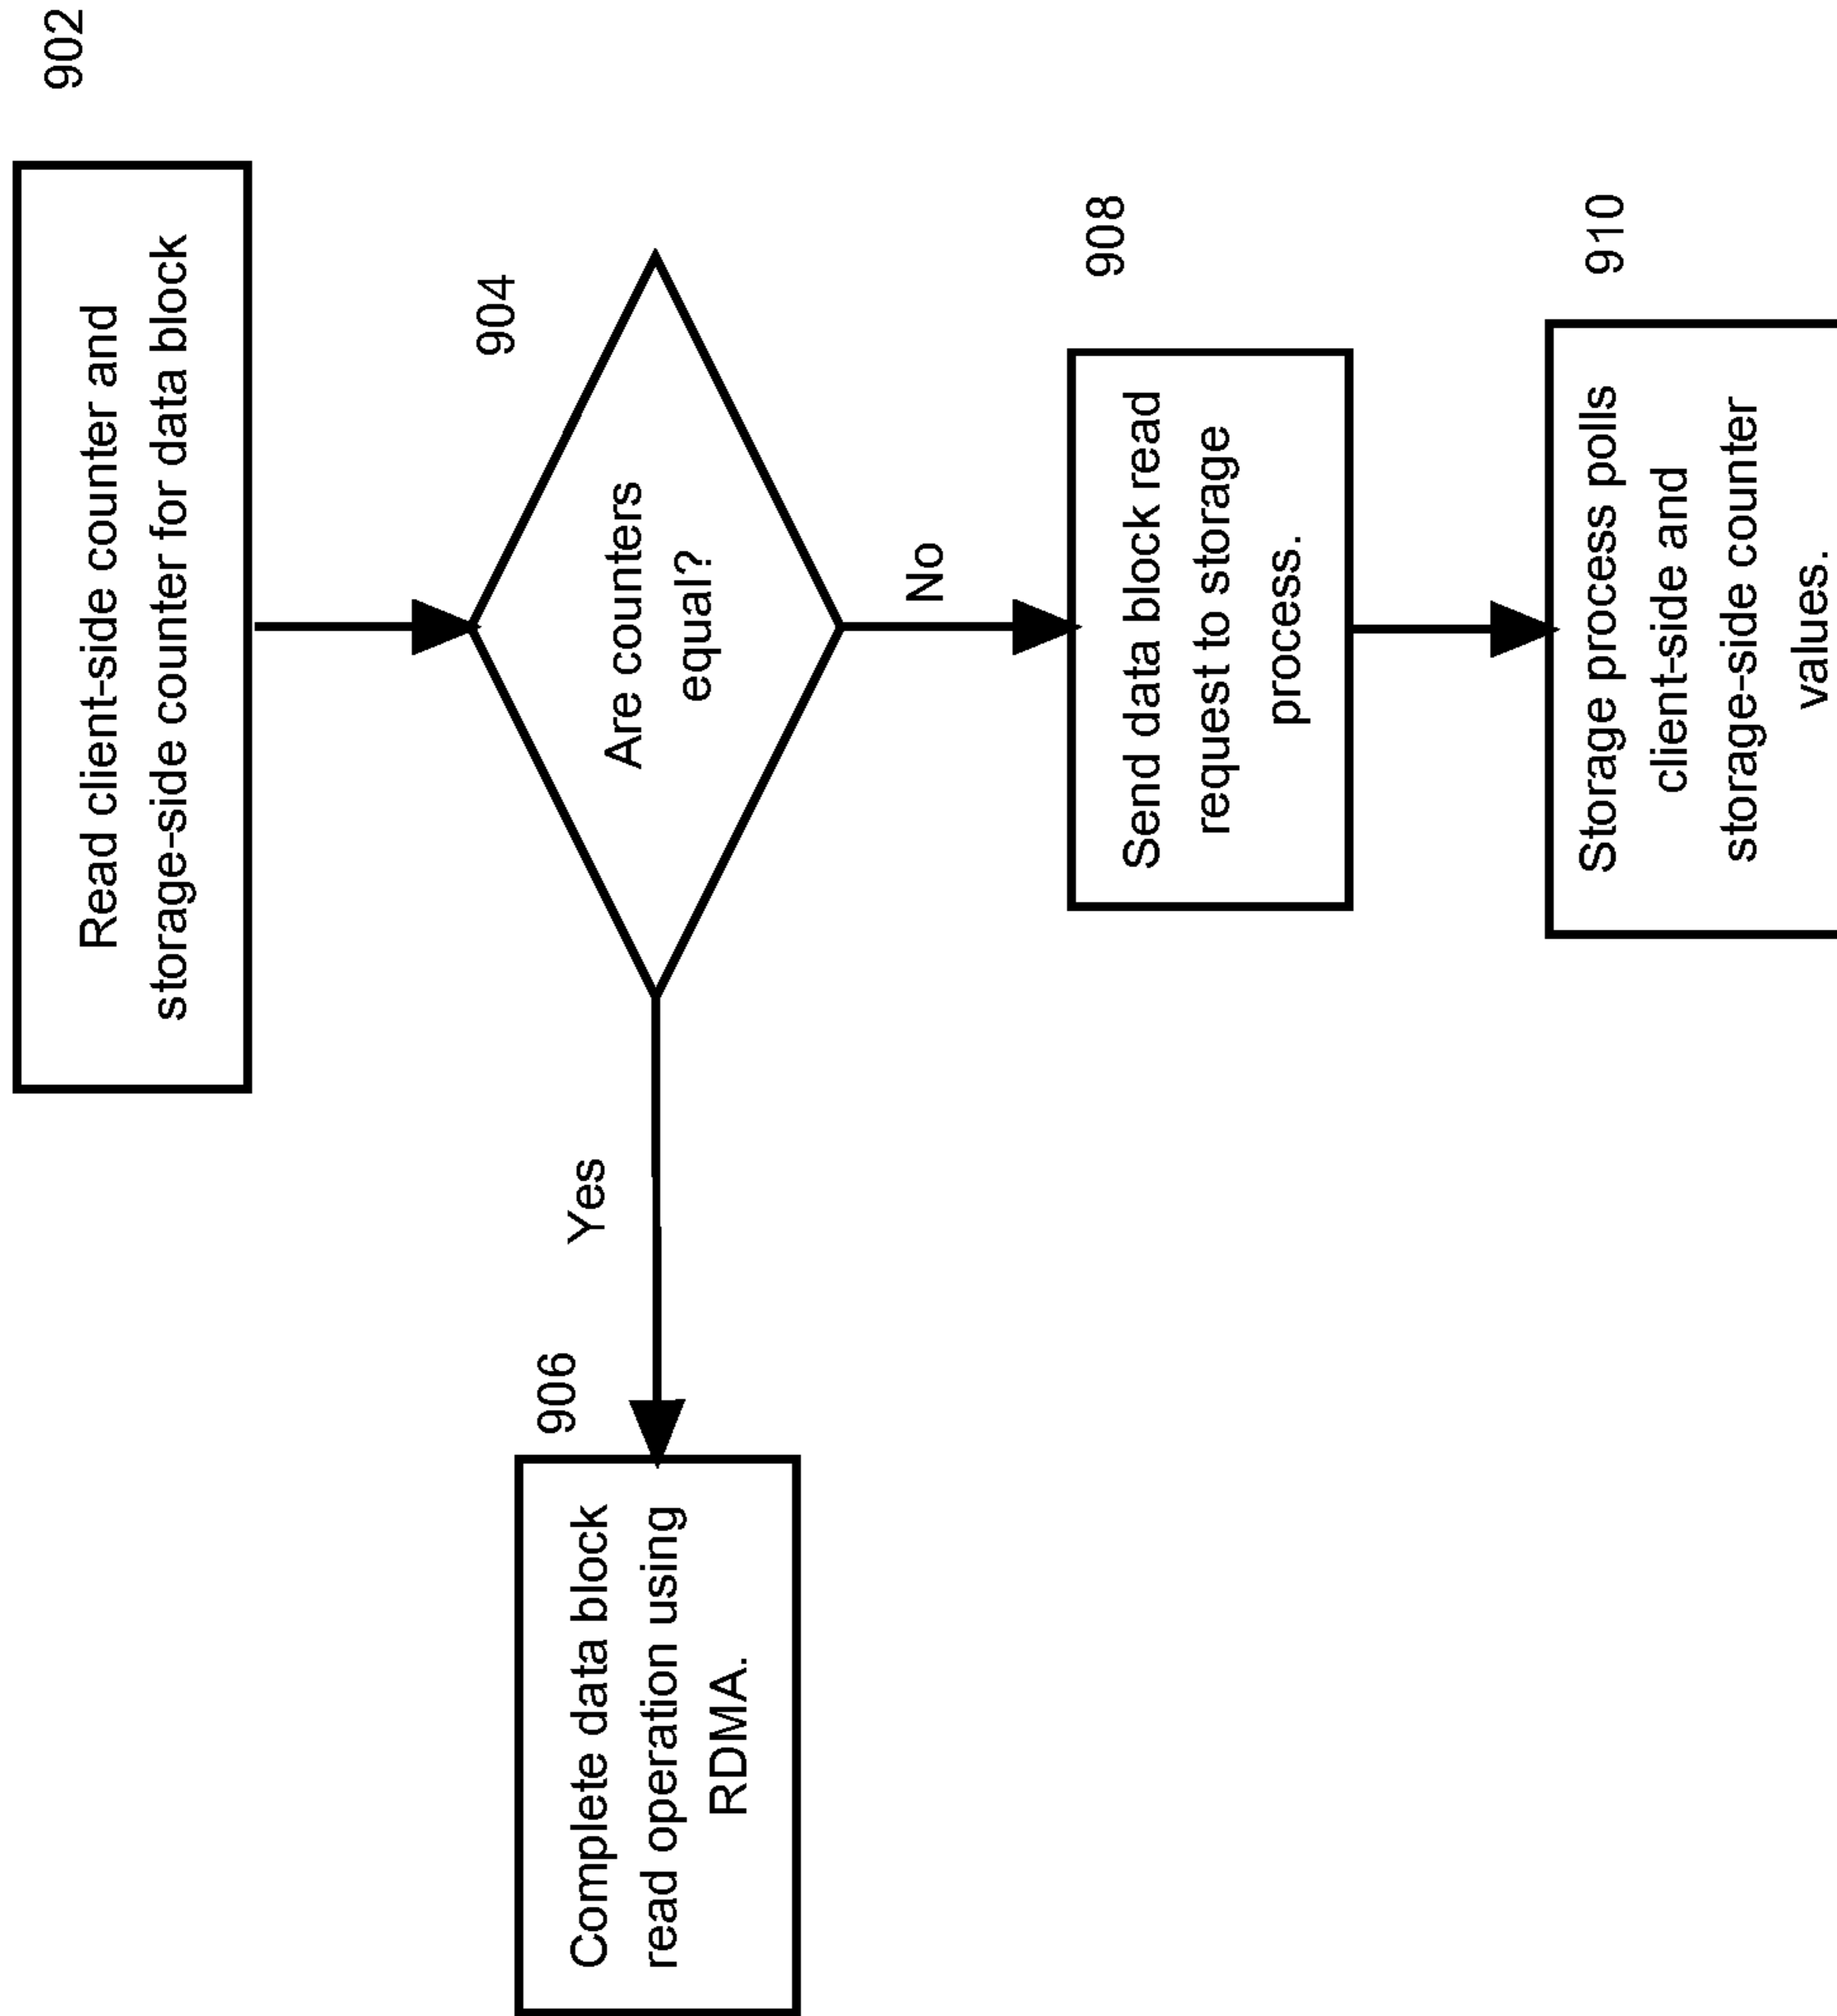 902
Read client-side counter and
storage-side counter for data block
904
Are counters
equal?
Yes
No
906
Complete data block
read operation using
RDMA.
908
Send data block read
request to storage
process.
910
Storage process polls
client-side and
storage-side counter
values.